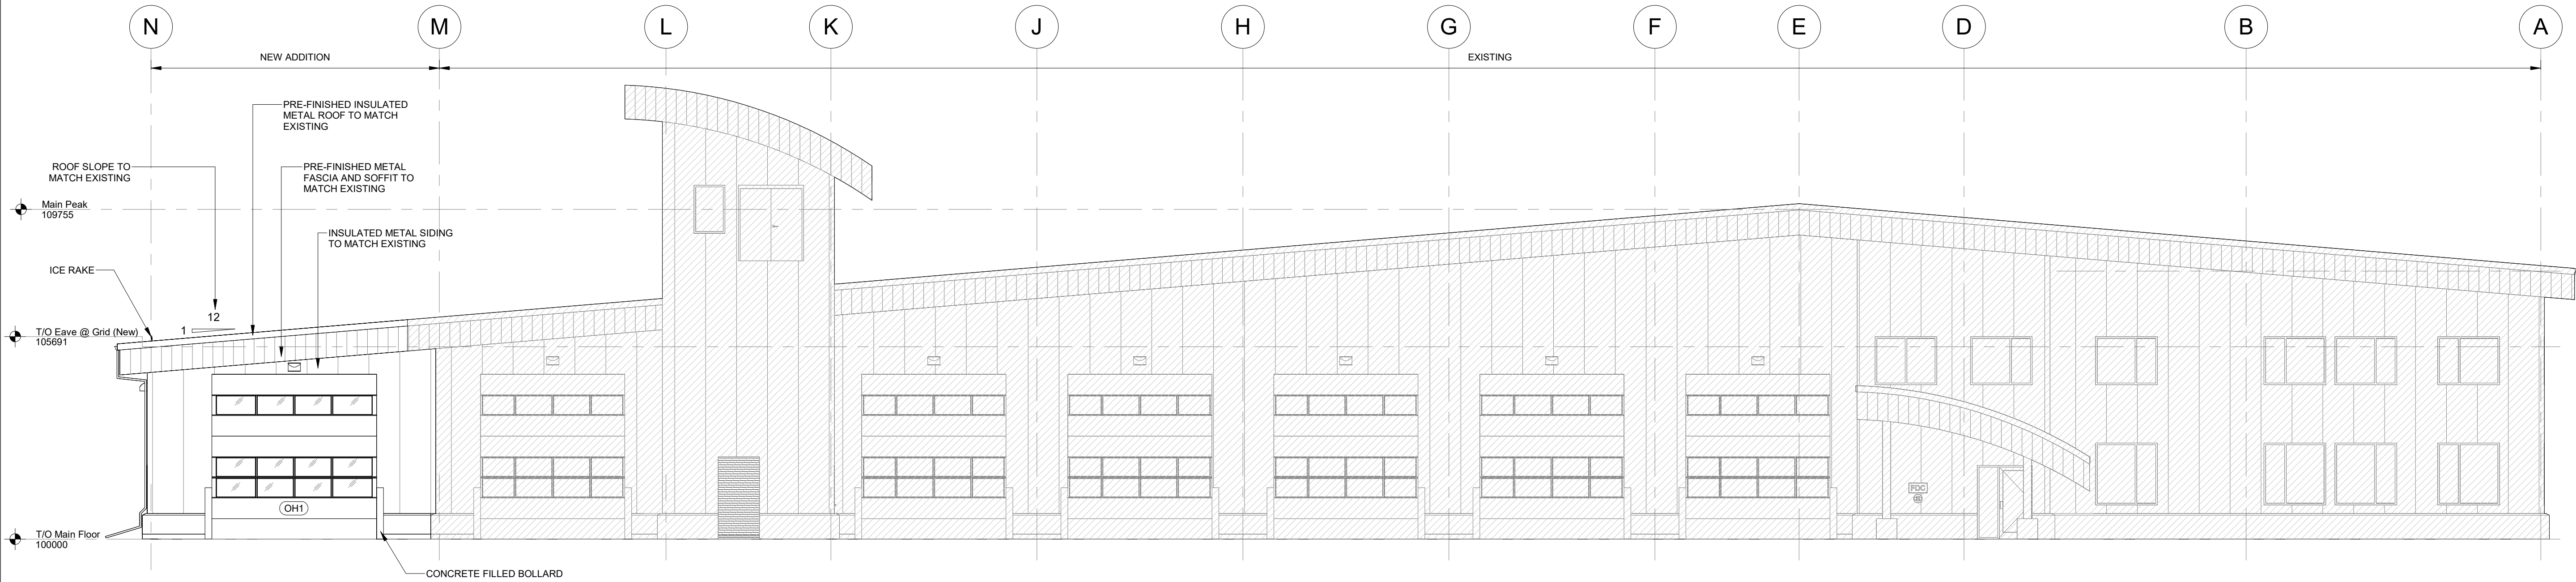 N M L K J H G F E D B A
NEW ADDITION
EXISTING
PRE-FINISHED INSULATED
METAL ROOF TO MATCH
EXISTING
ROOF SLOPE TO
MATCH EXISTING
PRE-FINISHED METAL
FASCIA AND SOFFIT TO
MATCH EXISTING
Main Peak
109755
INSULATED METAL SIDING
TO MATCH EXISTING
ICE RAKE
12
1
T/O Eave @ Grid (New)
105691
FDC
OH1
T/O Main Floor
100000
CONCRETE FILLED BOLLARD